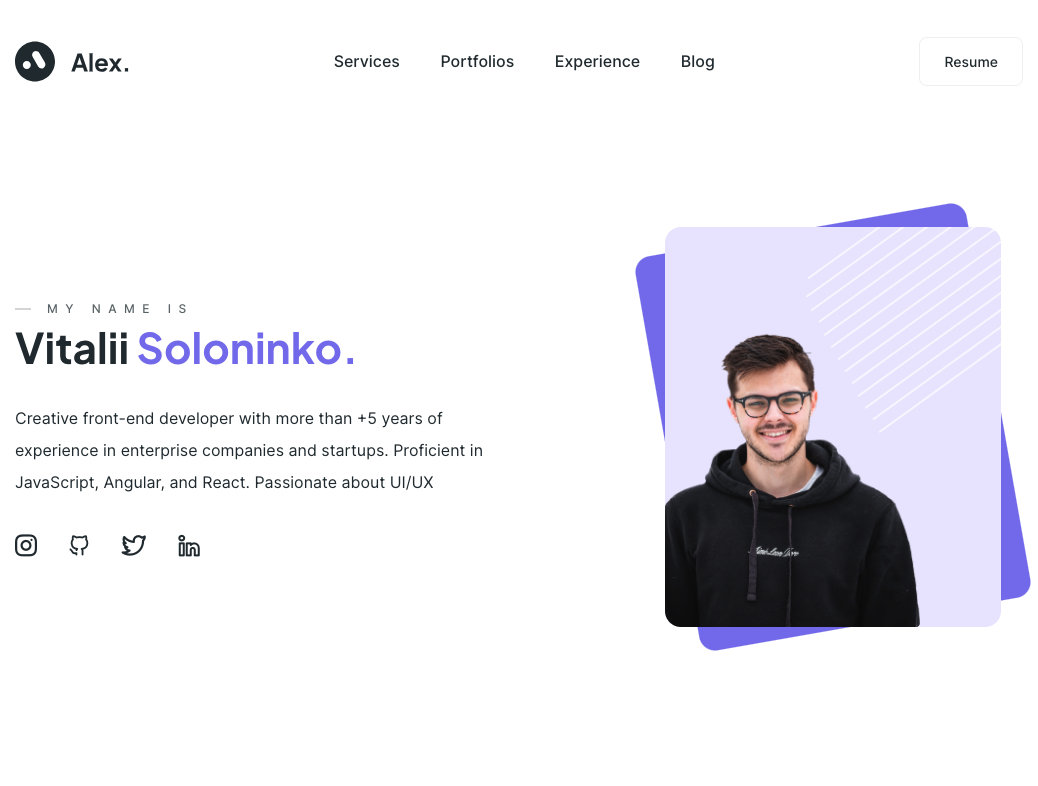 Alex.
Services Portfolios Experience Blog
Resume
MY NAME IS
Vitalii Soloninko.
Creative front-end developer with more than +5 years of
experience in enterprise companies and startups. Proficient in
JavaScript, Angular, and React. Passionate about UI/UX